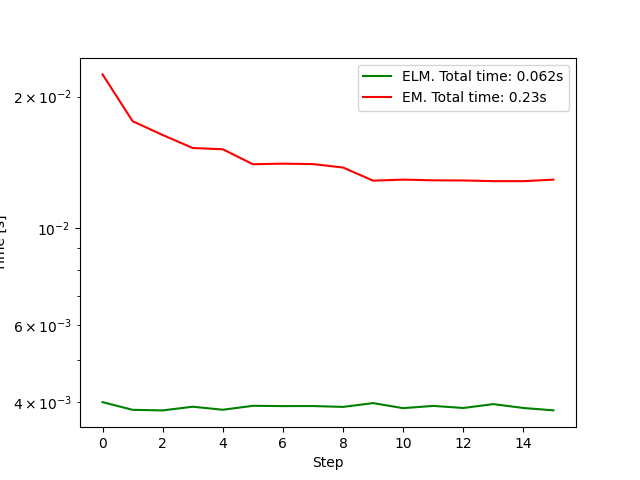 ELM. Total time: 0.062s
EM. Total time: 0.23s
2 × 10⁻²
10⁻²
6 × 10⁻³
4 × 10⁻³
0 2 4 6 8 10 12 14
Step